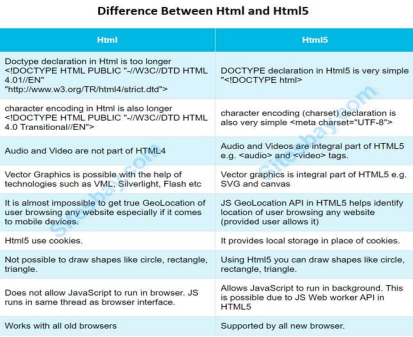 Difference Between Html and Html5
Html
Html5
Doctype declaration in Html is too longer
<!DOCTYPE HTML PUBLIC "-//W3C//DTD HTML
4.01//EN"
"http://www.w3.org/TR/html4/strict.dtd">
DOCTYPE declaration in Html5 is very simple
"<!DOCTYPE html>
character encoding in Html is also longer
<!DOCTYPE HTML PUBLIC "-//W3C//DTD HTML
4.0 Transitional//EN">
character encoding (charset) declaration is
also very simple <meta charset="UTF-8">
Audio and Video are not part of HTML4
Audio and Videos are integral part of HTML5
e.g. <audio> and <video> tags.
Vector Graphics is possible with the help of
technologies such as VML, Silverlight, Flash etc
Vector graphics is integral part of HTML5 e.g.
SVG and canvas
It is almost impossible to get true GeoLocation of
user browsing any website especially if it comes
to mobile devices.
JS GeoLocation API in HTML5 helps identify
location of user browsing any website
(provided user allows it)
Html5 use cookies.
It provides local storage in place of cookies.
Not possible to draw shapes like circle, rectangle,
triangle.
Using Html5 you can draw shapes like circle,
rectangle, triangle.
Does not allow JavaScript to run in browser. JS
runs in same thread as browser interface.
Allows JavaScript to run in background. This
is possible due to JS Web worker API in
HTML5
Works with all old browsers
Supported by all new browser.